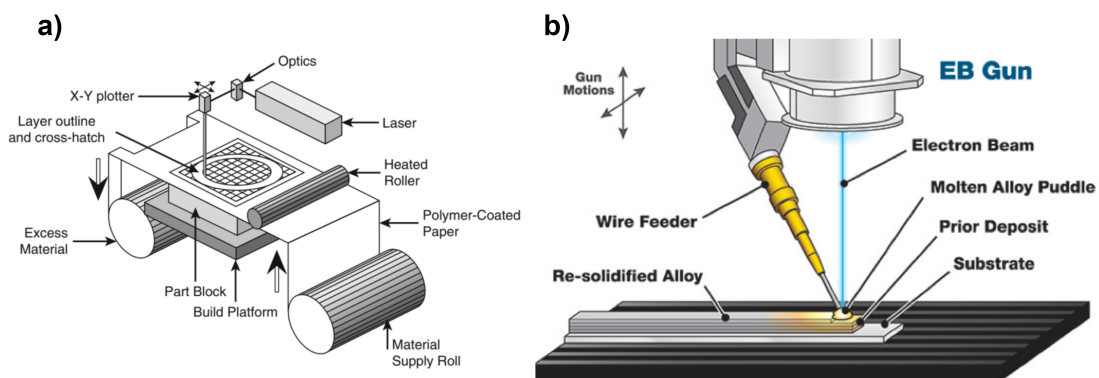 a)
Optics
X-Y plotter
Layer outline
and cross-hatch
Laser
Heated
Roller
Polymer-Coated
Paper
Excess
Material
Part Block
Build Platform
Material
Supply Roll
b)
Gun
Motions
EB Gun
Electron Beam
Molten Alloy Puddle
Wire Feeder
Prior Deposit
Substrate
Re-solidified Alloy